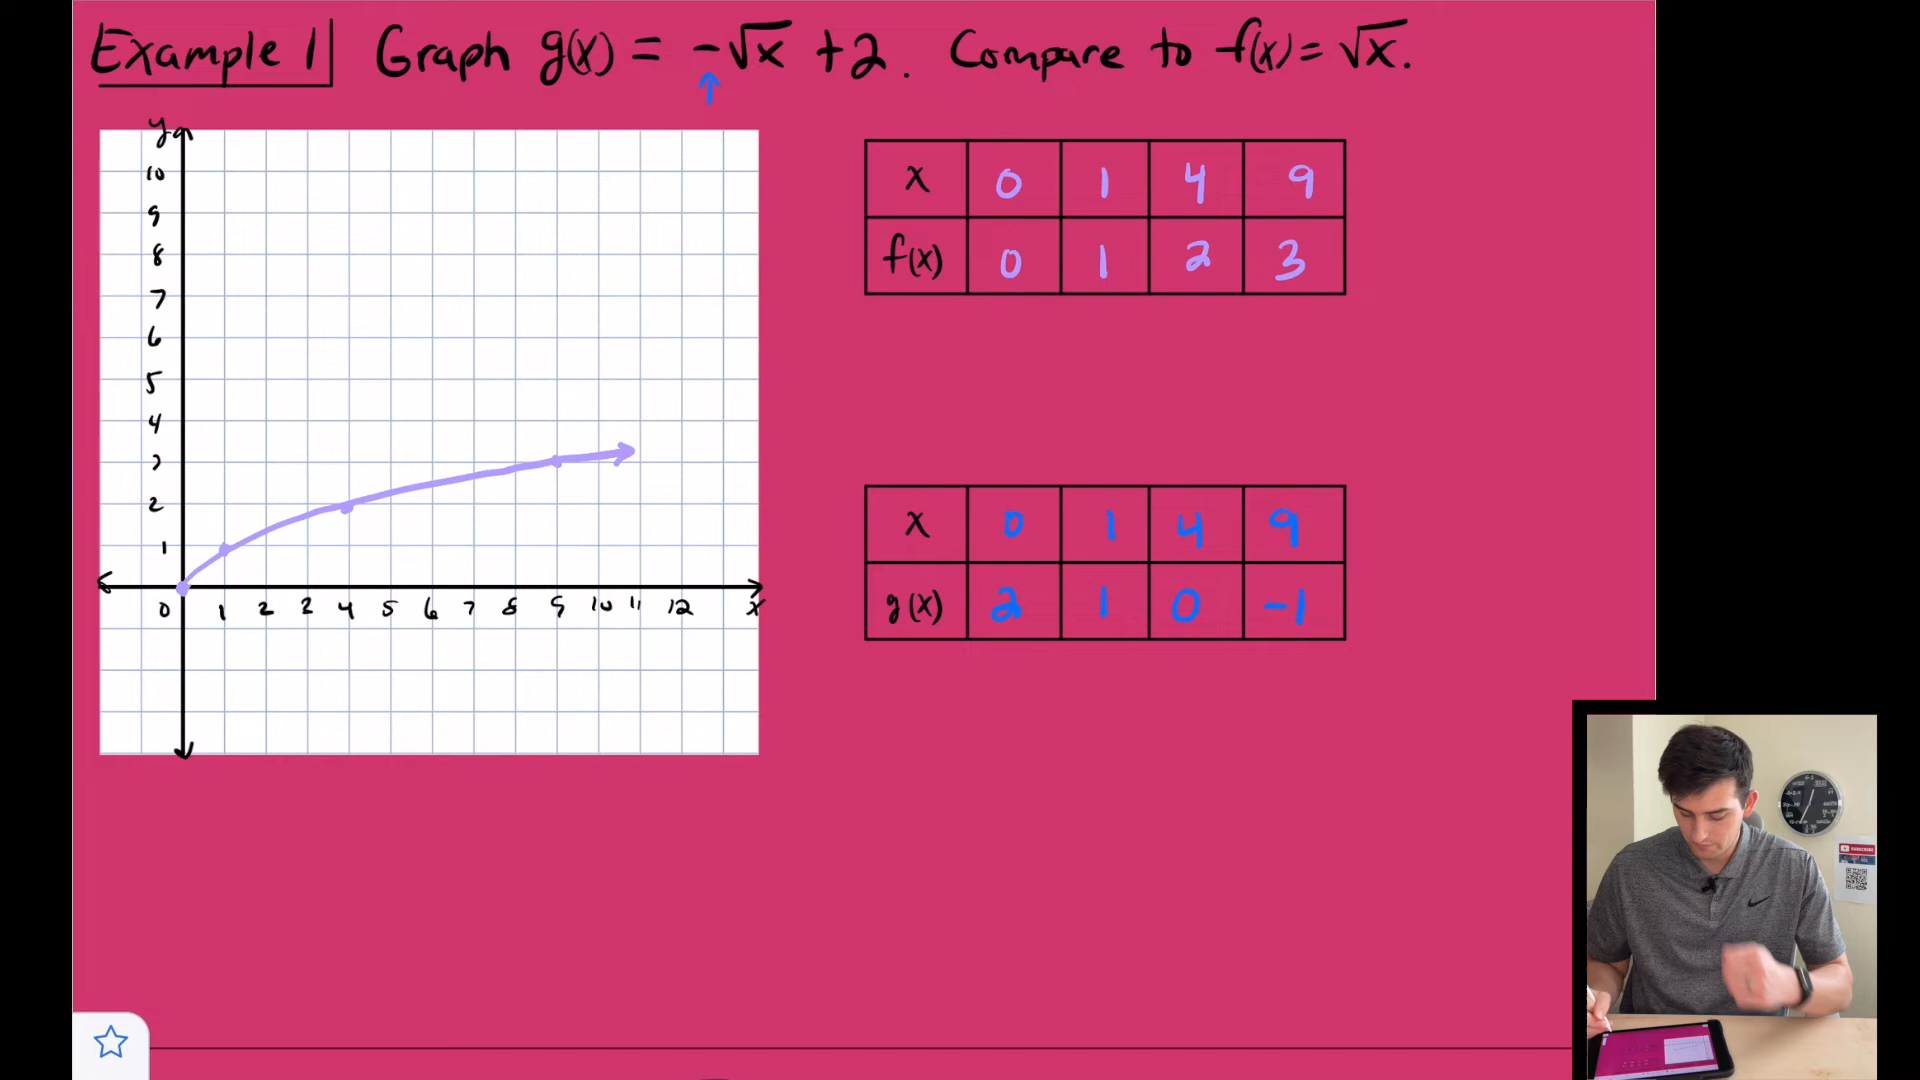 Example 1 Graph g(x) = -√x + 2. Compare to f(x) = √x.
↑
y
10
9
8
7
6
5
4
3
2
1
0 1 2 3 4 5 6 7 8 9 10 11 12 x
x 0 1 4 9
f(x) 0 1 2 3
x 0 1 4 9
g(x) 2 1 0 -1
SUBSCRIBE